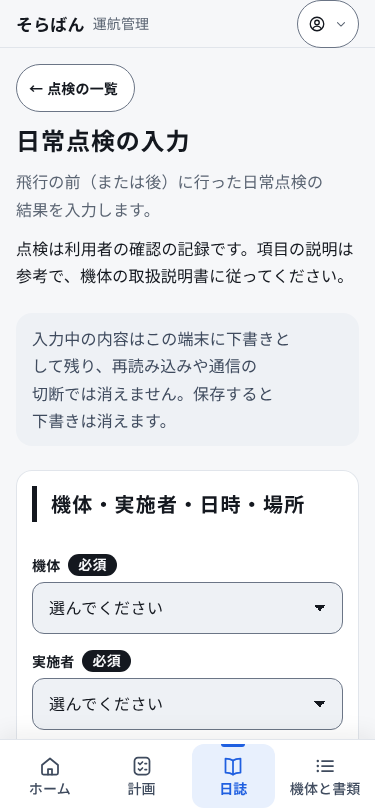 そらばん 運航管理
← 点検の一覧
日常点検の入力
飛行の前（または後）に行った日常点検の
結果を入力します。
点検は利用者の確認の記録です。項目の説明は
参考で、機体の取扱説明書に従ってください。
入力中の内容はこの端末に下書きと
して残り、再読み込みや通信の
切断では消えません。保存すると
下書きは消えます。
機体・実施者・日時・場所
機体 必須
選んでください
実施者 必須
選んでください
ホーム 計画 日誌 機体と書類